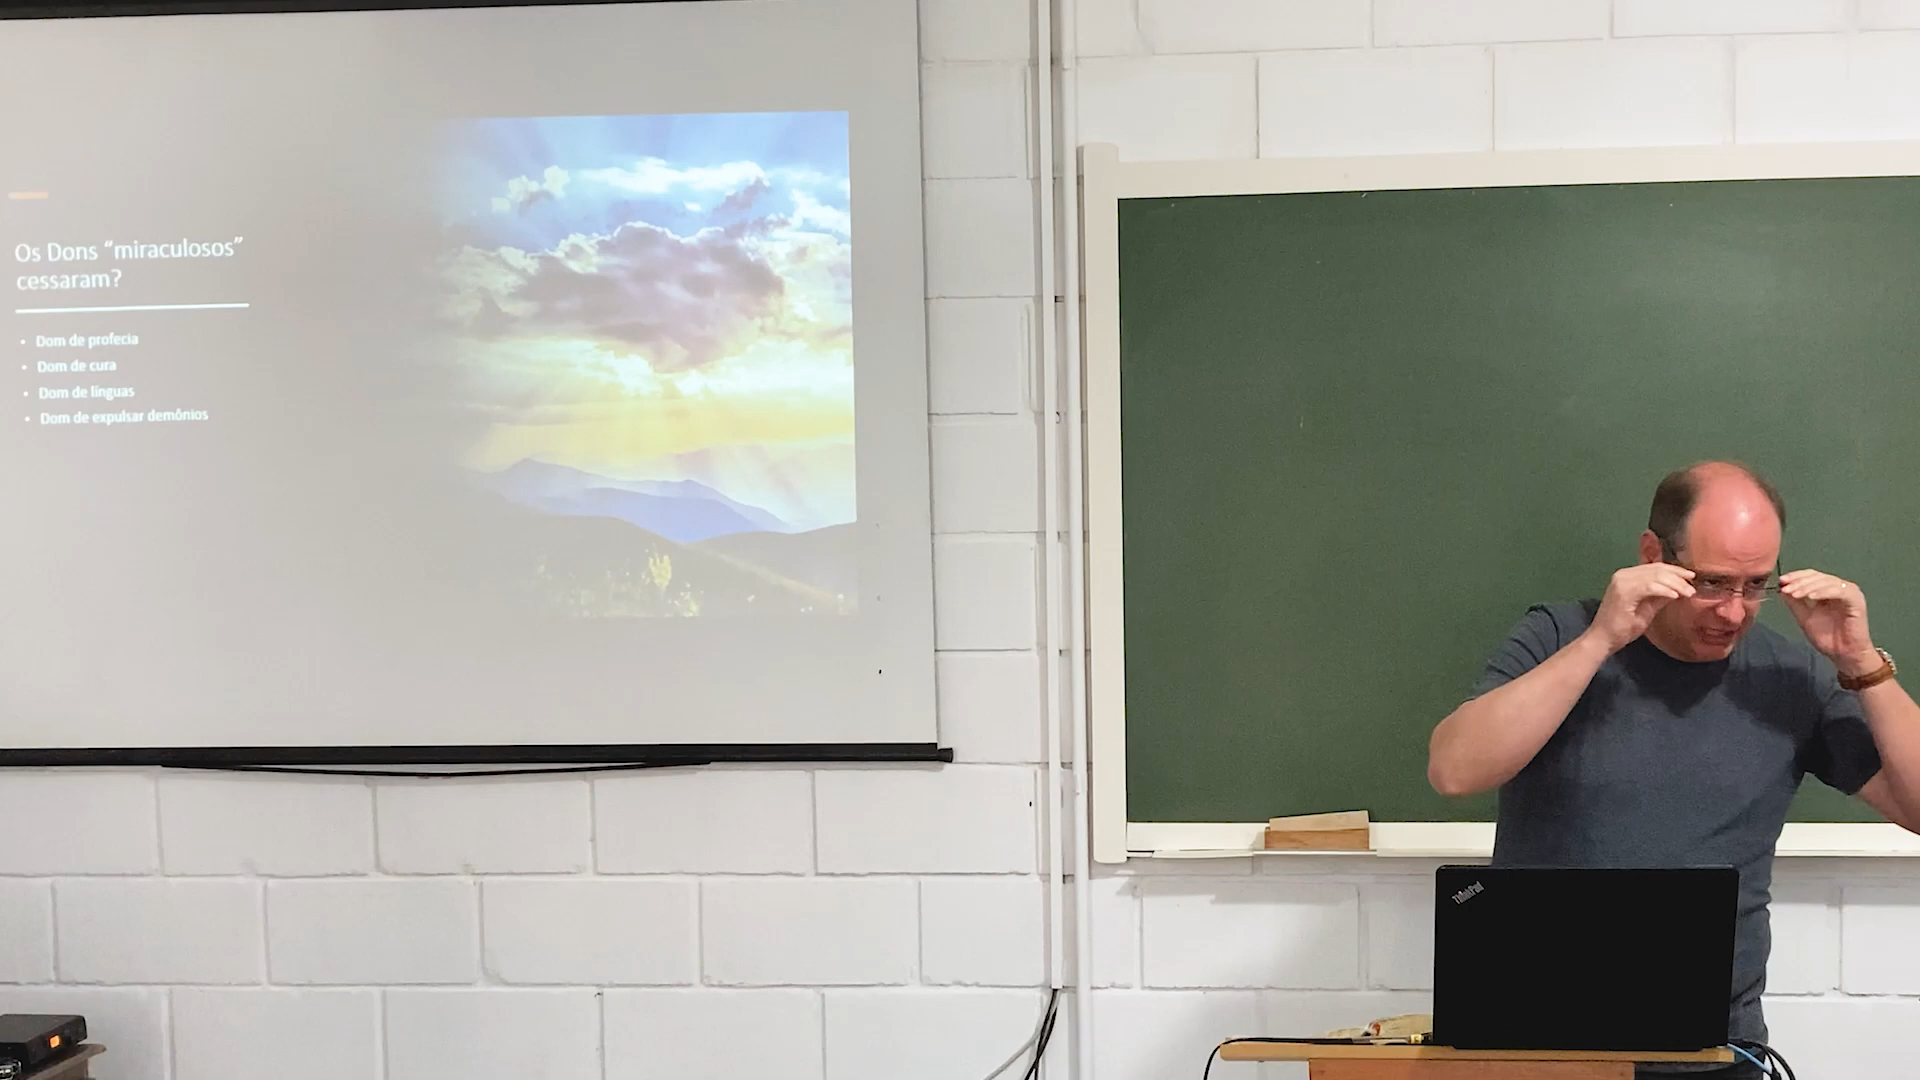 Os Dons “miraculosos”
cessaram?
• Dom de profecia
• Dom de cura
• Dom de línguas
• Dom de expulsar demônios
ThinkPad